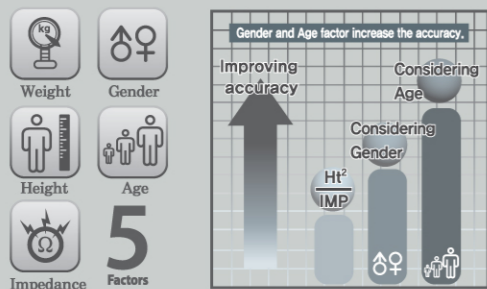 kg
Weight
Gender
Height
Age
Ω
Impedance
5
Factors
Gender and Age factor increase the accuracy.
Improving
accuracy
Considering
Age
Considering
Gender
Ht²
IMP